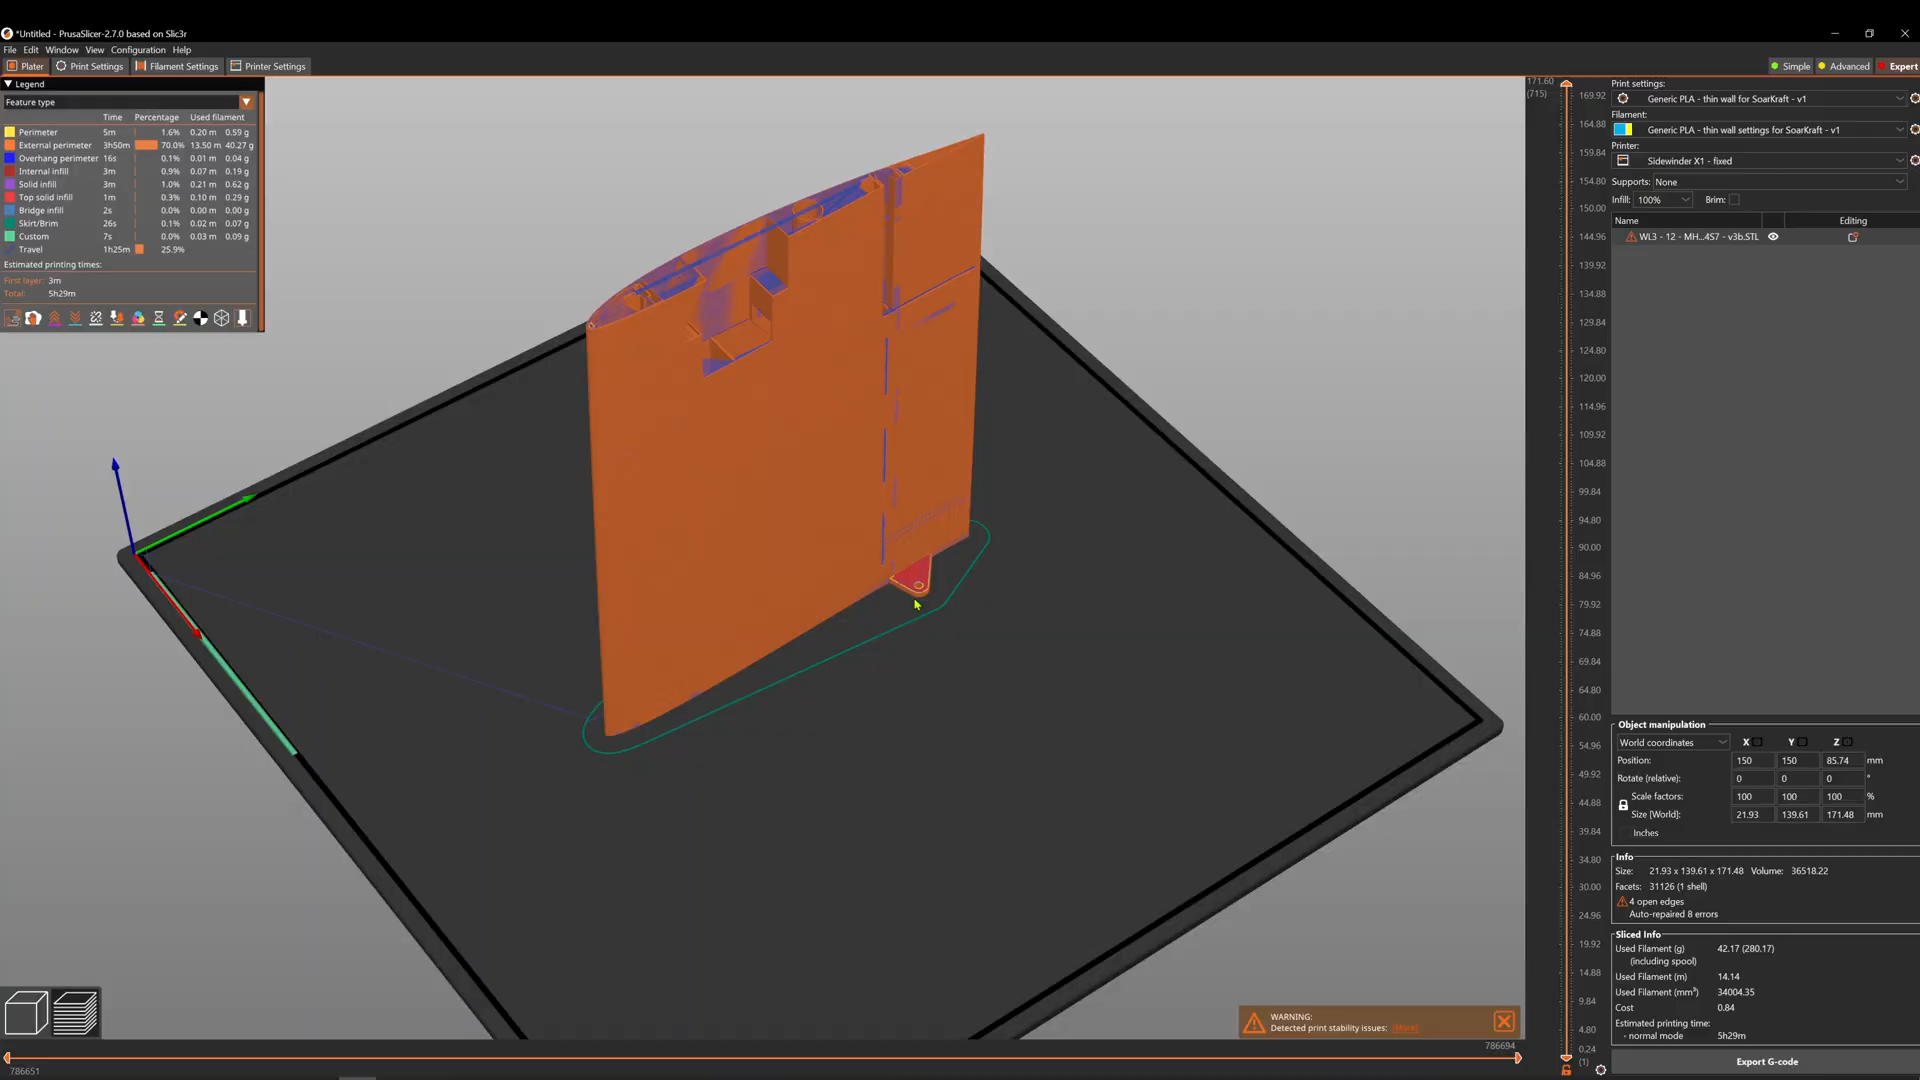 *Untitled - PrusaSlicer-2.7.0 based on Slic3r
File Edit Window View Configuration Help
Plater Print Settings Filament Settings Printer Settings
Simple Advanced Expert
Legend
Feature type
Time Percentage Used filament
Perimeter 5m 1.6% 0.20 m 0.59 g
External perimeter 3h50m 70.0% 13.50 m 40.27 g
Overhang perimeter 16s 0.1% 0.01 m 0.04 g
Internal infill 3m 0.9% 0.07 m 0.19 g
Solid infill 3m 1.0% 0.21 m 0.62 g
Top solid infill 1m 0.3% 0.10 m 0.29 g
Bridge infill 2s 0.0% 0.00 m 0.00 g
Skirt/Brim 26s 0.1% 0.02 m 0.07 g
Custom 7s 0.0% 0.03 m 0.09 g
Travel 1h25m 25.9%
Estimated printing times:
First layer: 3m
Total: 5h29m
171.60
(715)
169.92
164.88
159.84
154.80
150.00
144.96
139.92
134.88
129.84
124.80
120.00
114.96
109.92
104.88
99.84
94.80
90.00
84.96
79.92
74.88
69.84
64.80
60.00
54.96
49.92
44.88
39.84
34.80
30.00
24.96
19.92
14.88
9.84
4.80
0.24
(1)
Print settings:
Generic PLA - thin wall for SoarKraft - v1
Filament:
Generic PLA - thin wall settings for SoarKraft - v1
Printer:
Sidewinder X1 - fixed
Supports: None
Infill: 100% Brim:
Name Editing
WL3 - 12 - MH...4S7 - v3b.STL
Object manipulation
World coordinates X Y Z
Position: 150 150 85.74 mm
Rotate (relative): 0 0 0 °
Scale factors: 100 100 100 %
Size [World]: 21.93 139.61 171.48 mm
Inches
Info
Size: 21.93 x 139.61 x 171.48 Volume: 36518.22
Facets: 31126 (1 shell)
4 open edges
Auto-repaired 8 errors
Sliced Info
Used Filament (g) 42.17 (280.17)
(including spool)
Used Filament (m) 14.14
Used Filament (mm³) 34004.35
Cost 0.84
Estimated printing time:
- normal mode 5h29m
Export G-code
WARNING:
Detected print stability issues: [More]
786694
786651